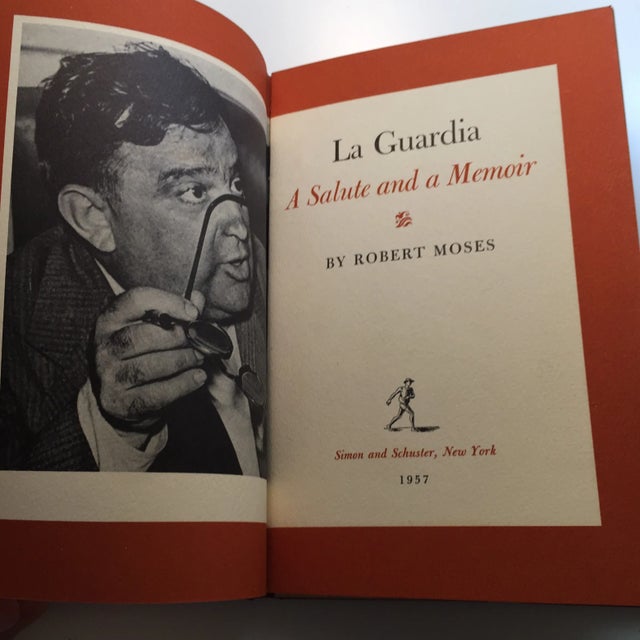 La Guardia
A Salute and a Memoir
BY ROBERT MOSES
Simon and Schuster, New York
1957